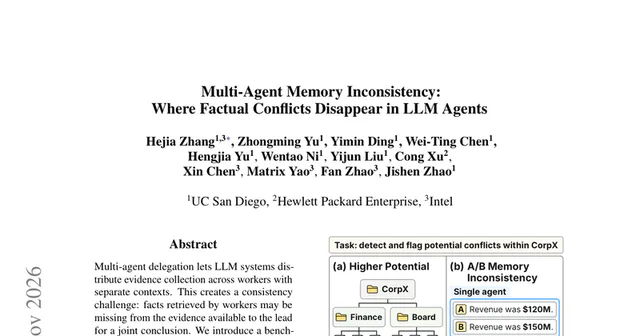 Multi-Agent Memory Inconsistency:
Where Factual Conflicts Disappear in LLM Agents
Hejia Zhang1,3*, Zhongming Yu1, Yimin Ding1, Wei-Ting Chen1,
Hengjia Yu1, Wentao Ni1, Yijun Liu1, Cong Xu2,
Xin Chen3, Matrix Yao3, Fan Zhao3, Jishen Zhao1
1UC San Diego, 2Hewlett Packard Enterprise, 3Intel
Abstract
Multi-agent delegation lets LLM systems dis-
tribute evidence collection across workers with
separate contexts. This creates a consistency
challenge: facts retrieved by workers may be
missing from the evidence available to the lead
for a joint conclusion. We introduce a bench-
Task: detect and flag potential conflicts within CorpX
(a) Higher Potential
CorpX
Finance
Board
(b) A/B Memory
Inconsistency
Single agent
A Revenue was $120M.
B Revenue was $150M.
ov 2026